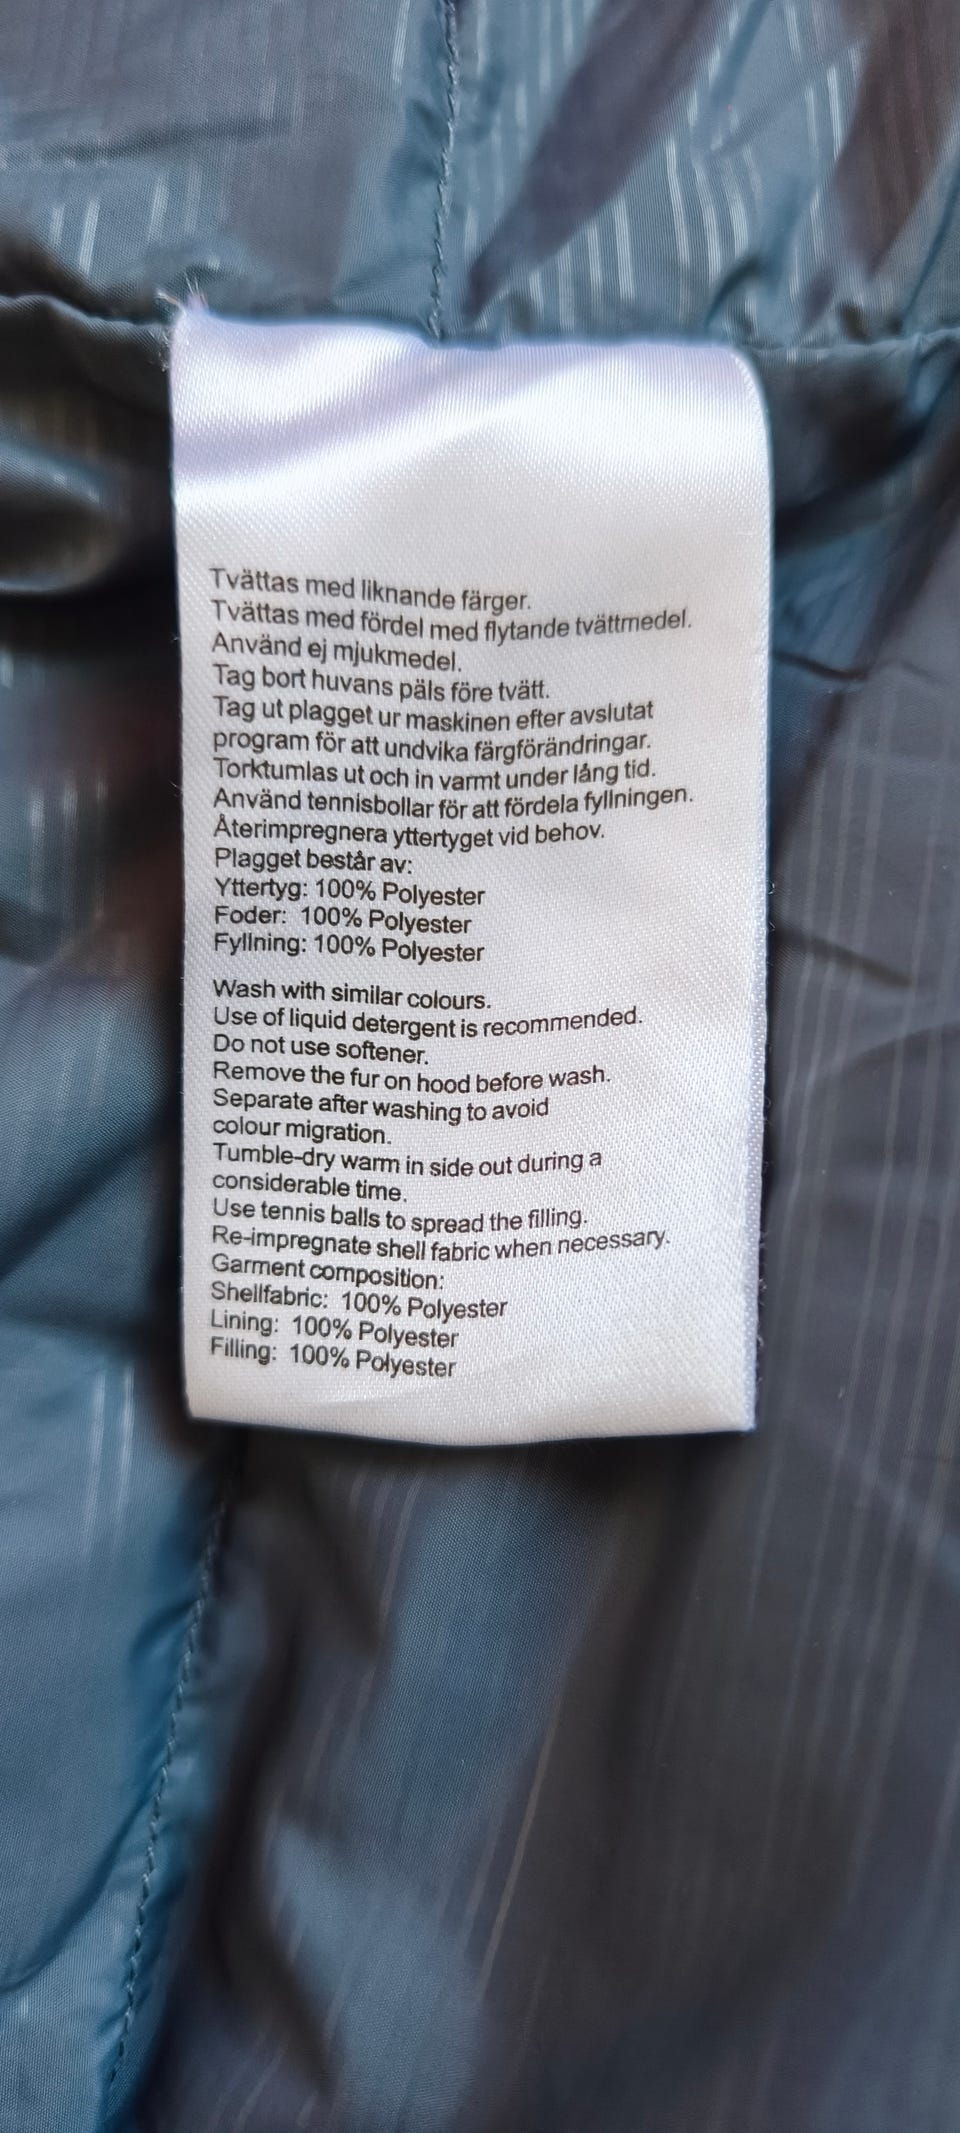 Tvättas med liknande färger.
Tvättas med fördel med flytande tvättmedel.
Använd ej mjukmedel.
Tag bort huvans päls före tvätt.
Tag ut plagget ur maskinen efter avslutat
program för att undvika färgförändringar.
Torktumlas ut och in varmt under lång tid.
Använd tennisbollar för att fördela fyllningen.
Återimpregnera yttertyget vid behov.
Plagget består av:
Yttertyg: 100% Polyester
Foder: 100% Polyester
Fyllning: 100% Polyester
Wash with similar colours.
Use of liquid detergent is recommended.
Do not use softener.
Remove the fur on hood before wash.
Separate after washing to avoid
colour migration.
Tumble-dry warm in side out during a
considerable time.
Use tennis balls to spread the filling.
Re-impregnate shell fabric when necessary.
Garment composition:
Shellfabric: 100% Polyester
Lining: 100% Polyester
Filling: 100% Polyester